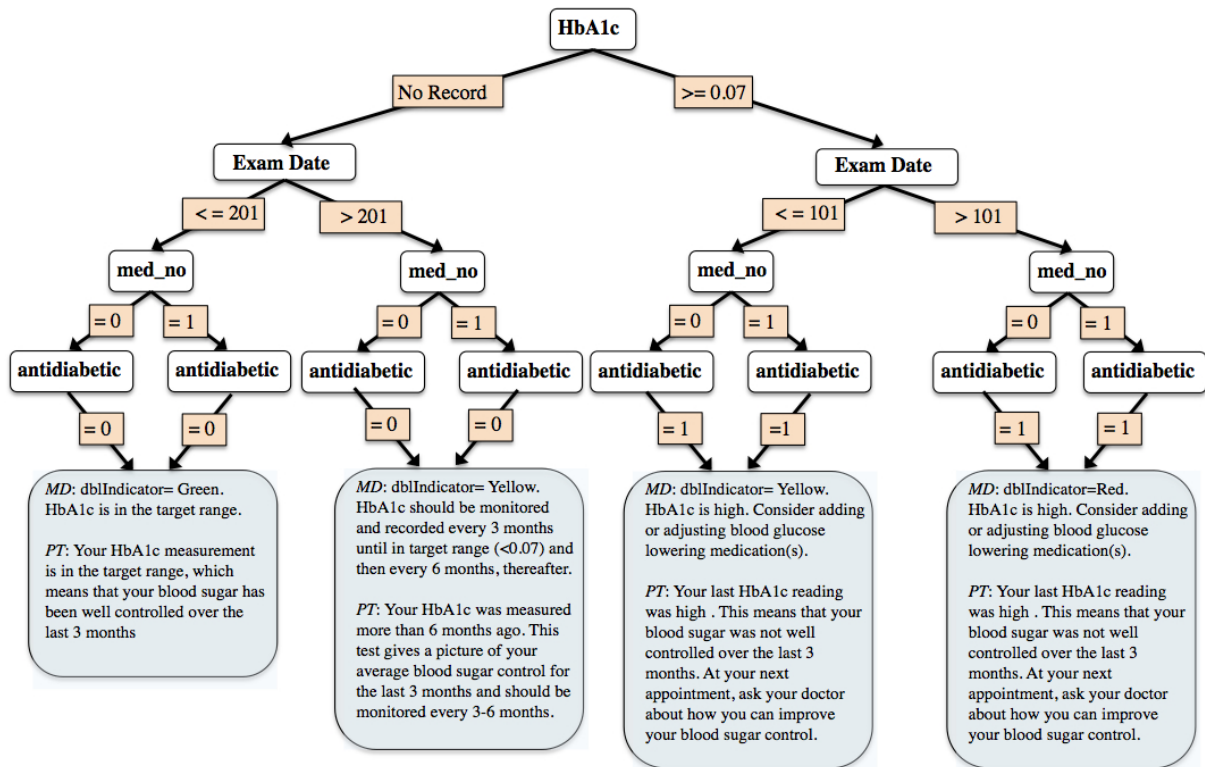 HbA1c
No Record
>= 0.07
Exam Date
Exam Date
< = 201
> 201
<= 101
> 101
med_no
med_no
med_no
med_no
= 0
= 1
= 0
= 1
= 0
= 1
= 0
= 1
antidiabetic
antidiabetic
antidiabetic
antidiabetic
antidiabetic
antidiabetic
antidiabetic
antidiabetic
= 0
= 0
= 0
= 0
= 1
=1
= 1
= 1
MD: dblIndicator= Green.
HbA1c is in the target range.
PT: Your HbA1c measurement
is in the target range, which
means that your blood sugar has
been well controlled over the
last 3 months
MD: dblIndicator= Yellow.
HbA1c should be monitored
and recorded every 3 months
until in target range (<0.07) and
then every 6 months, thereafter.
PT: Your HbA1c was measured
more than 6 months ago. This
test gives a picture of your
average blood sugar control for
the last 3 months and should be
monitored every 3-6 months.
MD: dblIndicator= Yellow.
HbA1c is high. Consider adding
or adjusting blood glucose
lowering medication(s).
PT: Your last HbA1c reading
was high . This means that your
blood sugar was not well
controlled over the last 3
months. At your next
appointment, ask your doctor
about how you can improve
your blood sugar control.
MD: dblIndicator=Red.
HbA1c is high. Consider adding
or adjusting blood glucose
lowering medication(s).
PT: Your last HbA1c reading
was high . This means that your
blood sugar was not well
controlled over the last 3
months. At your next
appointment, ask your doctor
about how you can improve
your blood sugar control.